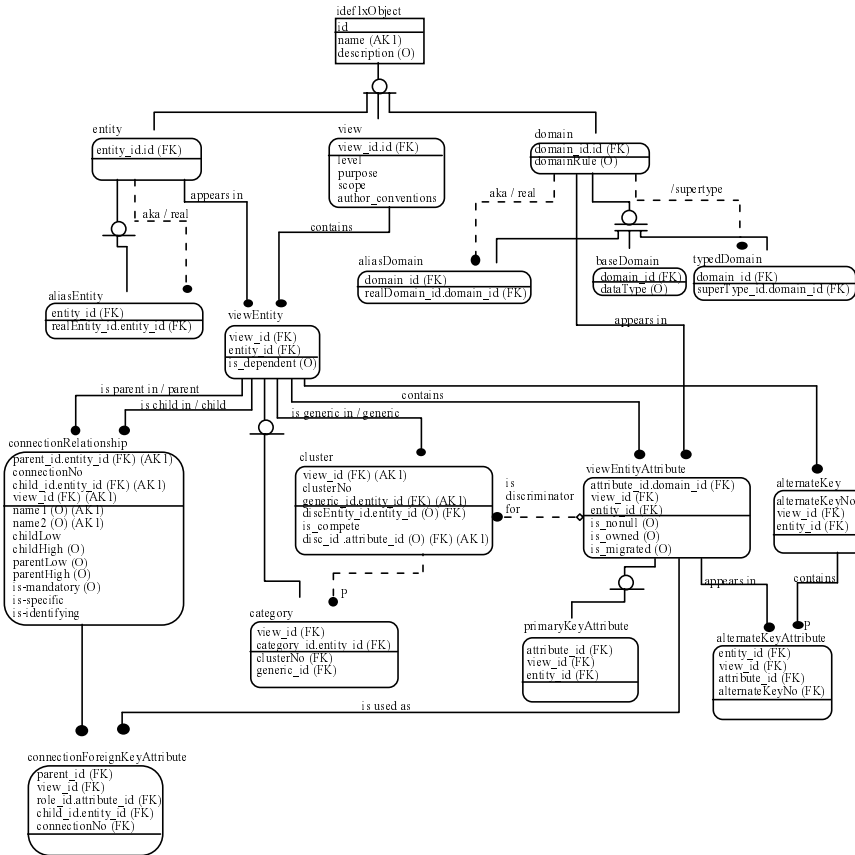 idef1xObject
id
name (AK1)
description (O)
entity
entity_id.id (FK)
view
view_id.id (FK)
level
purpose
scope
author_conventions
domain
domain_id.id (FK)
domainRule (O)
appears in
aka / real
contains
aka / real
/supertype
aliasEntity
entity_id (FK)
realEntity_id.entity_id (FK)
aliasDomain
domain_id (FK)
realDomain_id.domain_id (FK)
baseDomain
domain_id (FK)
dataType (O)
typedDomain
domain_id (FK)
superType_id.domain_id (FK)
viewEntity
view_id (FK)
entity_id (FK)
is_dependent (O)
appears in
is parent in / parent
is child in / child
is generic in / generic
contains
connectionRelationship
parent_id.entity_id (FK) (AK1)
connectionNo
child_id.entity_id (FK) (AK1)
view_id (FK) (AK1)
name1 (O) (AK1)
name2 (O) (AK1)
childLow
childHigh (O)
parentLow (O)
parentHigh (O)
is-mandatory (O)
is-specific
is-identifying
cluster
view_id (FK) (AK1)
clusterNo
generic_id.entity_id (FK) (AK1)
discEntity_id.entity_id (O) (FK)
is_compete
disc_id .attribute_id (O) (FK) (AK1)
is
discriminator
for
viewEntityAttribute
attribute_id.domain_id (FK)
view_id (FK)
entity_id (FK)
is_nonull (O)
is_owned (O)
is_migrated (O)
alternateKey
alternateKeyNo
view_id (FK)
entity_id (FK)
P
category
view_id (FK)
category_id.entity_id (FK)
clusterNo (FK)
generic_id (FK)
primaryKeyAttribute
attribute_id (FK)
view_id (FK)
entity_id (FK)
appears in
contains
P
alternateKeyAttribute
entity_id (FK)
view_id (FK)
attribute_id (FK)
alternateKeyNo (FK)
is used as
connectionForeignKeyAttribute
parent_id (FK)
view_id (FK)
role_id.attribute_id (FK)
child_id.entity_id (FK)
connectionNo (FK)